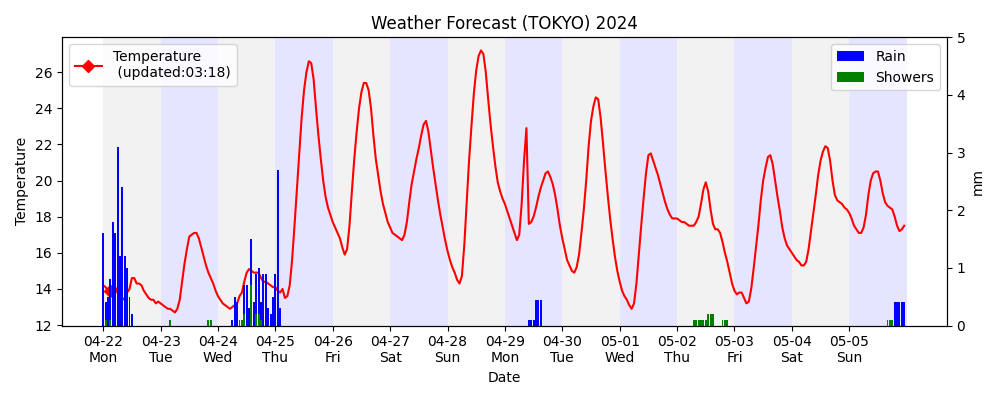 Weather Forecast (TOKYO) 2024
Temperature
(updated:03:18)
Rain
Showers
Temperature
26
24
22
20
18
16
14
12
5
4
3
2
1
0
mm
04-22 04-23 04-24 04-25 04-26 04-27 04-28 04-29 04-30 05-01 05-02 05-03 05-04 05-05
Mon Tue Wed Thu Fri Sat Sun Mon Tue Wed Thu Fri Sat Sun
Date